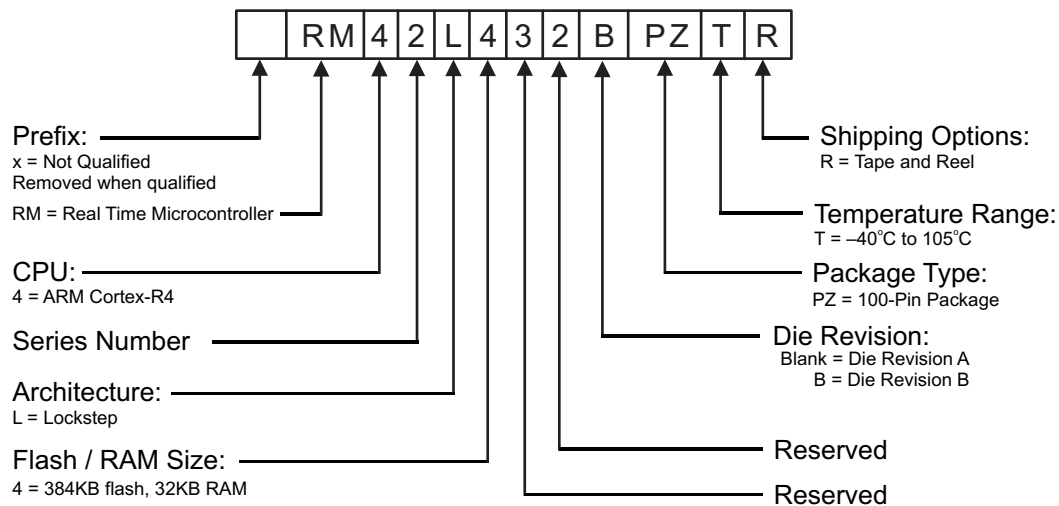 RM 4 2 L 4 3 2 B PZ T R
Prefix:
x = Not Qualified
Removed when qualified
RM = Real Time Microcontroller
CPU:
4 = ARM Cortex-R4
Series Number
Architecture:
L = Lockstep
Flash / RAM Size:
4 = 384KB flash, 32KB RAM
Shipping Options:
R = Tape and Reel
Temperature Range:
T = –40°C to 105°C
Package Type:
PZ = 100-Pin Package
Die Revision:
Blank = Die Revision A
B = Die Revision B
Reserved
Reserved